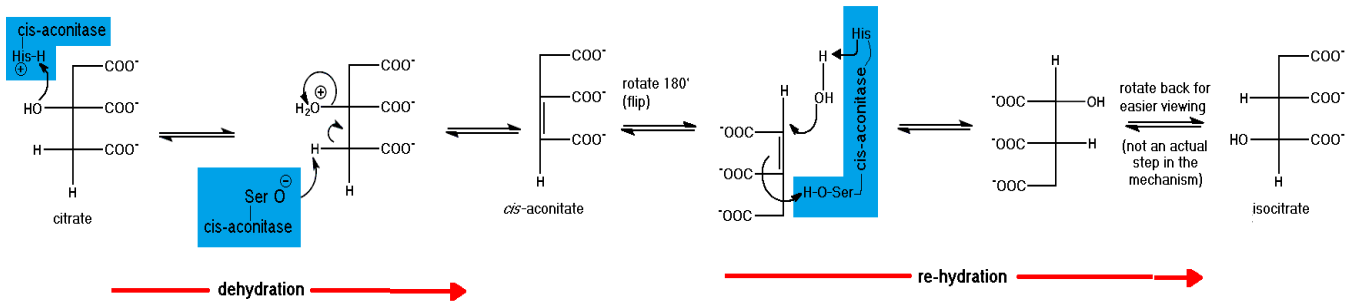 cis-aconitase
His-H
⊕
COO⁻
HO
COO⁻
H
COO⁻
H
citrate
COO⁻
⊕
H₂O
COO⁻
H
COO⁻
H
⊖
Ser O
cis-aconitase
COO⁻
COO⁻
COO⁻
H
cis-aconitate
rotate 180°
(flip)
His
H
OH
H
⁻OOC
⁻OOC
H-O-Ser
⁻OOC
cis-aconitase
H
⁻OOC
OH
⁻OOC
H
⁻OOC
rotate back for
easier viewing
(not an actual
step in the
mechanism)
COO⁻
H
COO⁻
HO
COO⁻
H
isocitrate
dehydration
re-hydration